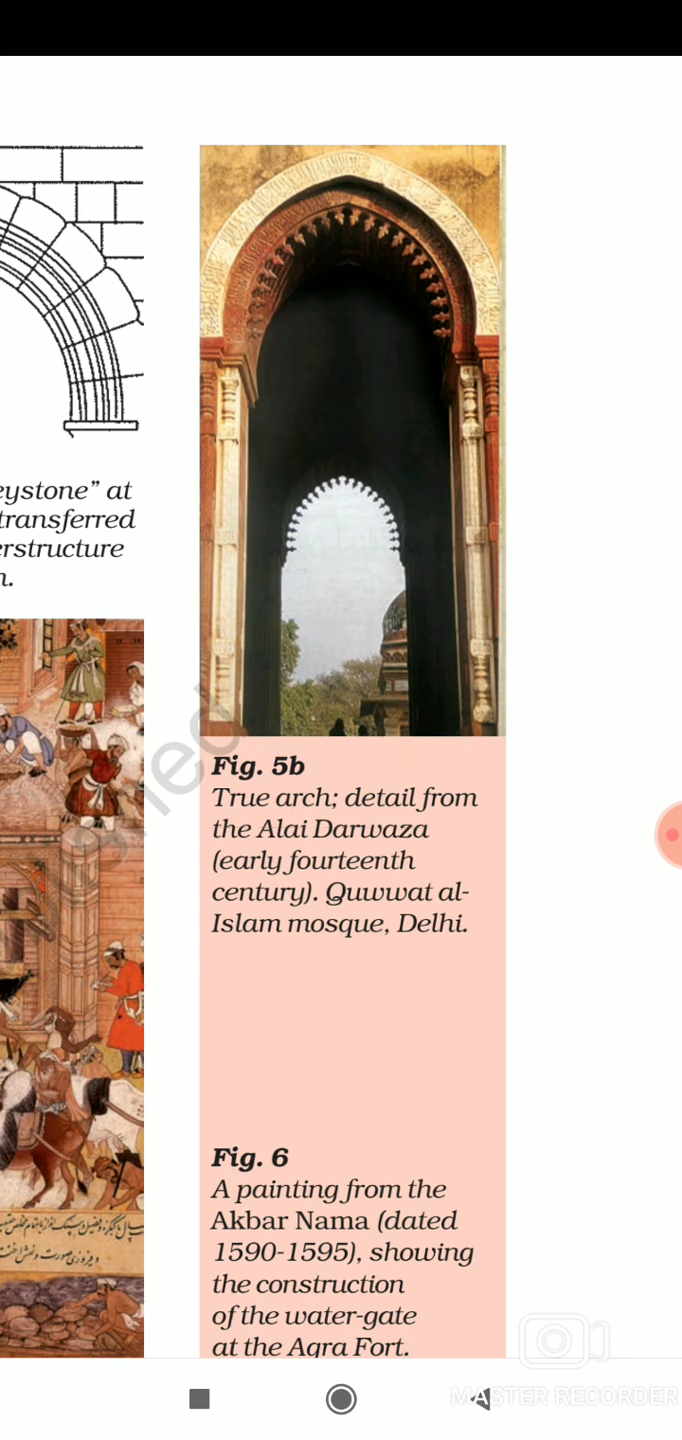 eystone” at
transferred
erstructure
n.
Fig. 5b
True arch; detail from
the Alai Darwaza
(early fourteenth
century). Quwwat al-
Islam mosque, Delhi.
Fig. 6
A painting from the
Akbar Nama (dated
1590-1595), showing
the construction
of the water-gate
at the Agra Fort.
MASTER RECORDER